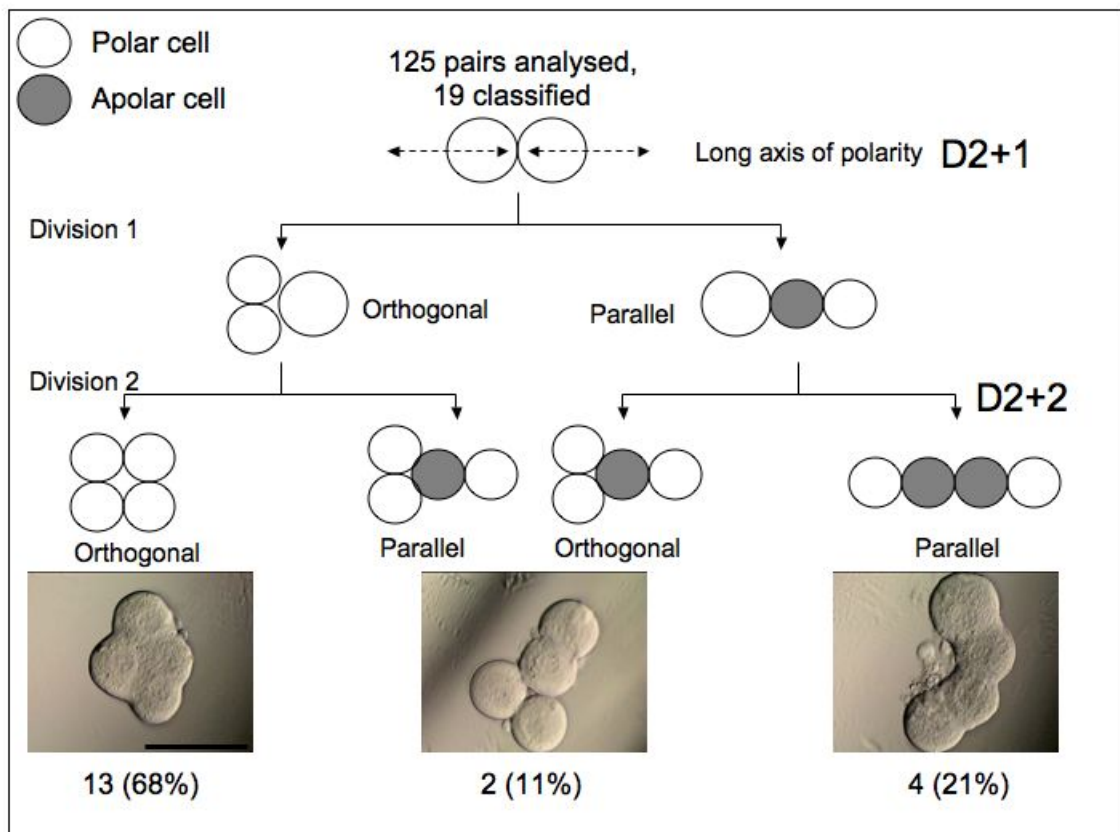 Polar cell
Apolar cell
125 pairs analysed,
19 classified
Long axis of polarity D2+1
Division 1
Orthogonal
Parallel
Division 2
D2+2
Orthogonal
Parallel
Orthogonal
Parallel
13 (68%)
2 (11%)
4 (21%)